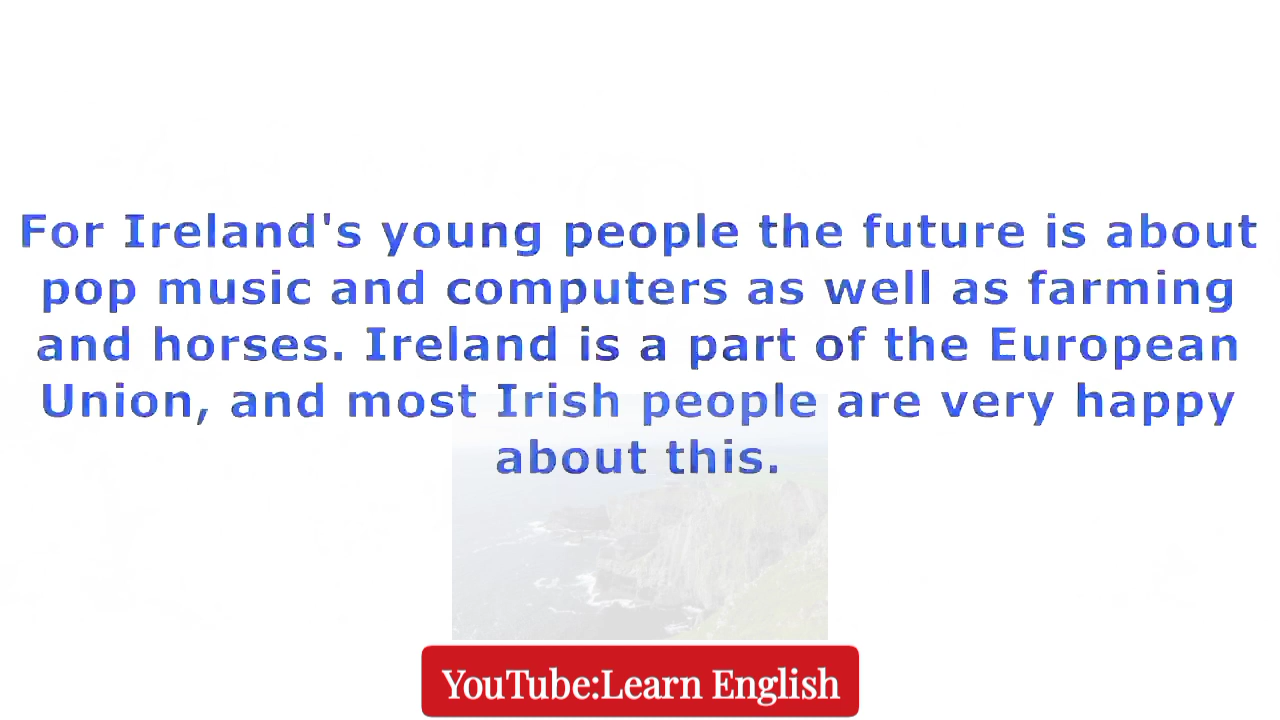 For Ireland's young people the future is about
pop music and computers as well as farming
and horses. Ireland is a part of the European
Union, and most Irish people are very happy
about this.
YouTube:Learn English